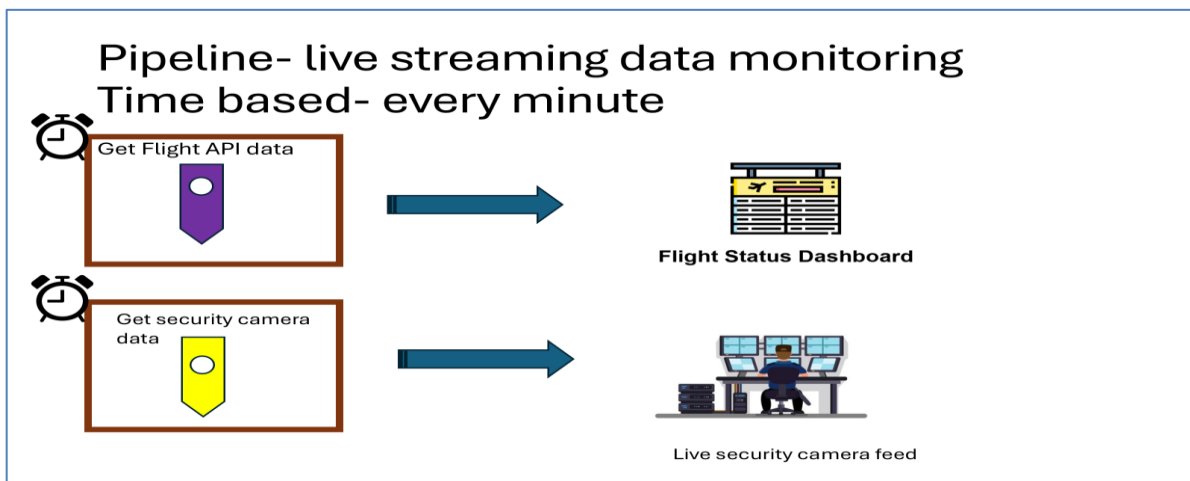 Pipeline- live streaming data monitoring
Time based- every minute
Get Flight API data
Flight Status Dashboard
Get security camera
data
Live security camera feed